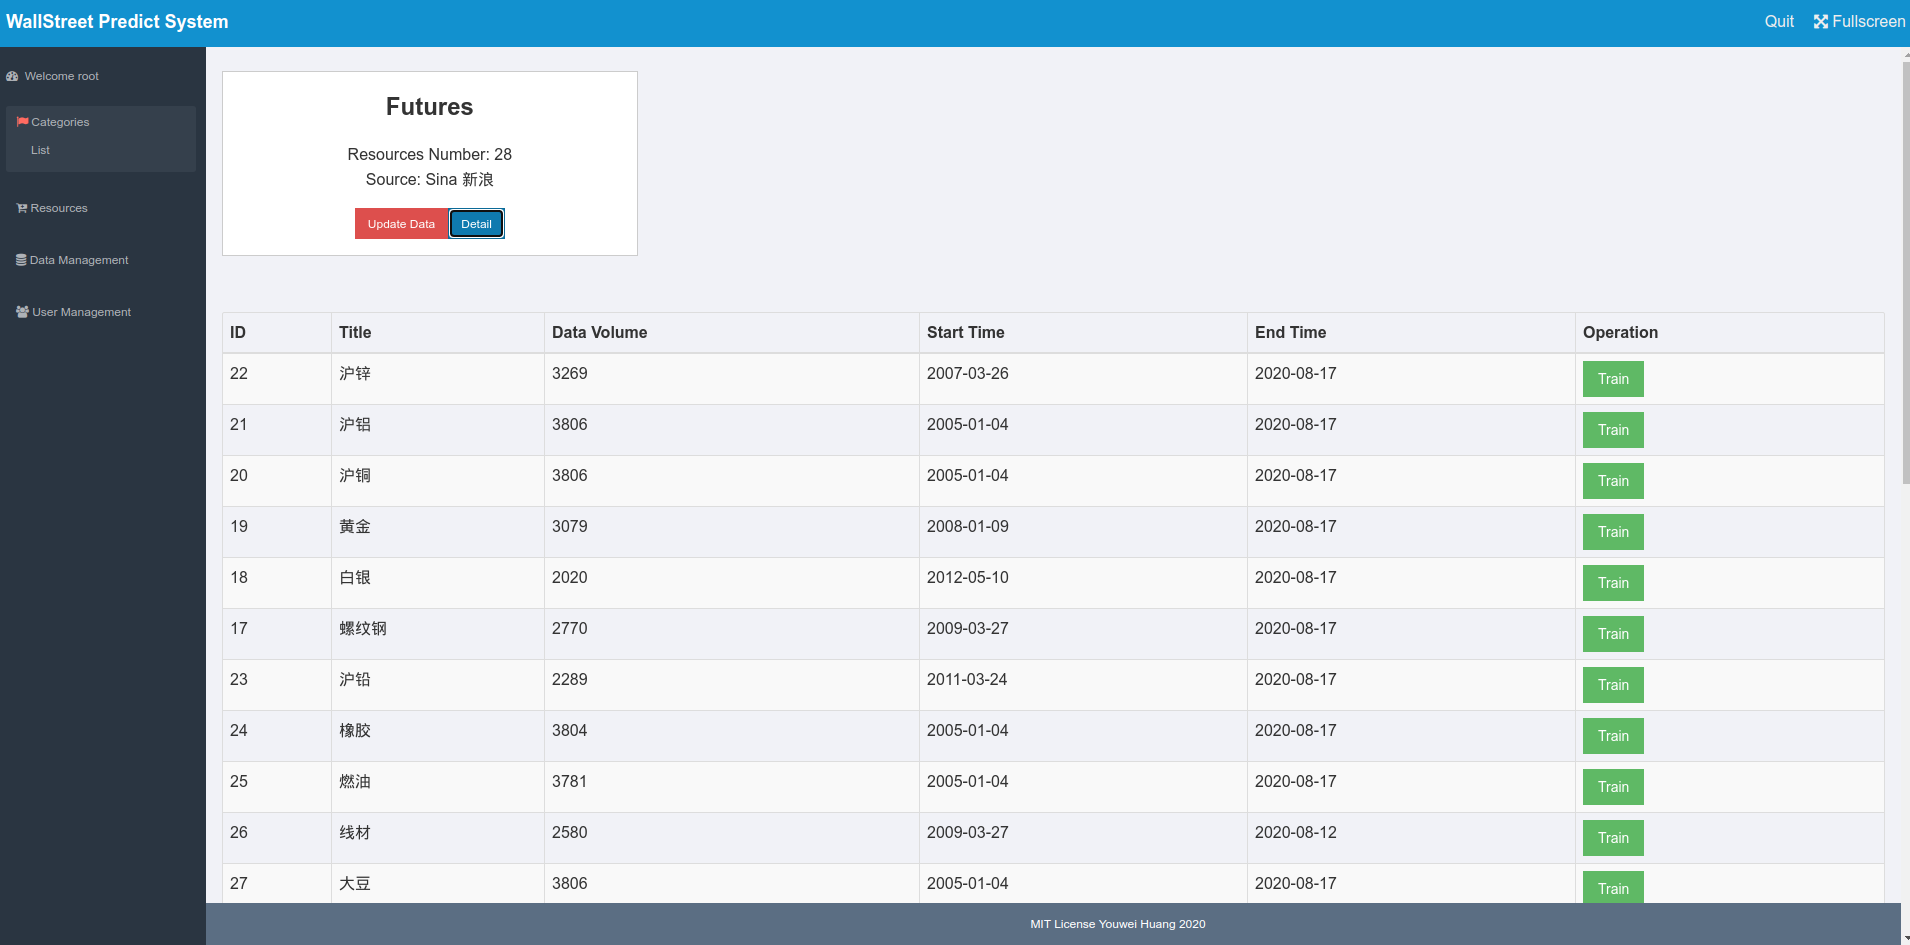 WallStreet Predict System
Quit Fullscreen
Welcome root
Categories
List
Resources
Data Management
User Management
Futures
Resources Number: 28
Source: Sina 新浪
Update Data Detail
ID Title Data Volume Start Time End Time Operation
22 沪锌 3269 2007-03-26 2020-08-17 Train
21 沪铝 3806 2005-01-04 2020-08-17 Train
20 沪铜 3806 2005-01-04 2020-08-17 Train
19 黄金 3079 2008-01-09 2020-08-17 Train
18 白银 2020 2012-05-10 2020-08-17 Train
17 螺纹钢 2770 2009-03-27 2020-08-17 Train
23 沪铅 2289 2011-03-24 2020-08-17 Train
24 橡胶 3804 2005-01-04 2020-08-17 Train
25 燃油 3781 2005-01-04 2020-08-17 Train
26 线材 2580 2009-03-27 2020-08-12 Train
27 大豆 3806 2005-01-04 2020-08-17 Train
MIT License Youwei Huang 2020